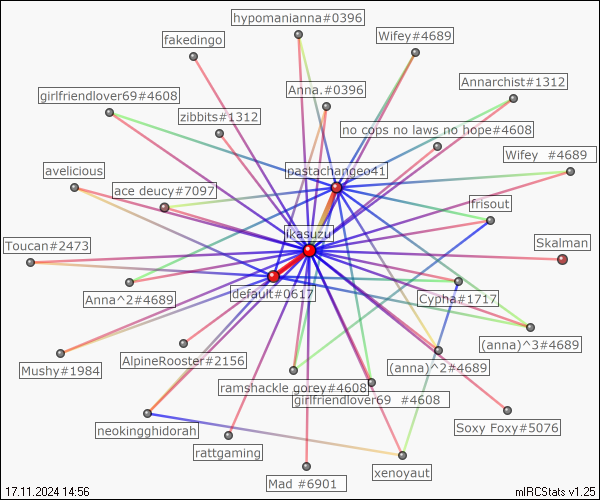 hypomanianna#0396
Wifey#4689
fakedingo
Annarchist#1312
Anna.#0396
girlfriendlover69#4608
zibbits#1312
no cops no laws no hope#4608
Wifey #4689
pastachangeo41
avelicious
ace deucy#7097
frisout
ikasuzu
Toucan#2473
Skalman
default#0617
Anna^2#4689
Cypha#1717
(anna)^3#4689
AlpineRooster#2156
(anna)^2#4689
Mushy#1984
ramshackle gorey#4608
girlfriendlover69 #4608
Soxy Foxy#5076
neokingghidorah
rattgaming
xenoyaut
Mad #6901
17.11.2024 14:56
mIRCStats v1.25